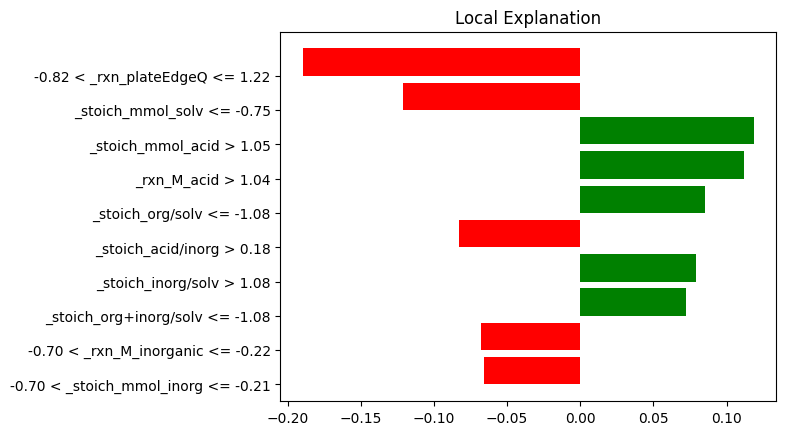 Local Explanation
-0.82 < _rxn_plateEdgeQ <= 1.22
_stoich_mmol_solv <= -0.75
_stoich_mmol_acid > 1.05
_rxn_M_acid > 1.04
_stoich_org/solv <= -1.08
_stoich_acid/inorg > 0.18
_stoich_inorg/solv > 1.08
_stoich_org+inorg/solv <= -1.08
-0.70 < _rxn_M_inorganic <= -0.22
-0.70 < _stoich_mmol_inorg <= -0.21
−0.20 −0.15 −0.10 −0.05 0.00 0.05 0.10